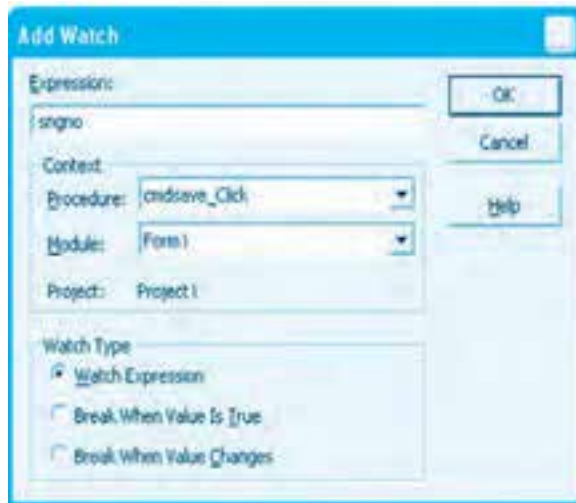 Add Watch
Expression:
sngno
OK
Cancel
Help
Context
Procedure: cmdsave_Click
Module: Form1
Project: Project1
Watch Type
Watch Expression
Break When Value Is True
Break When Value Changes